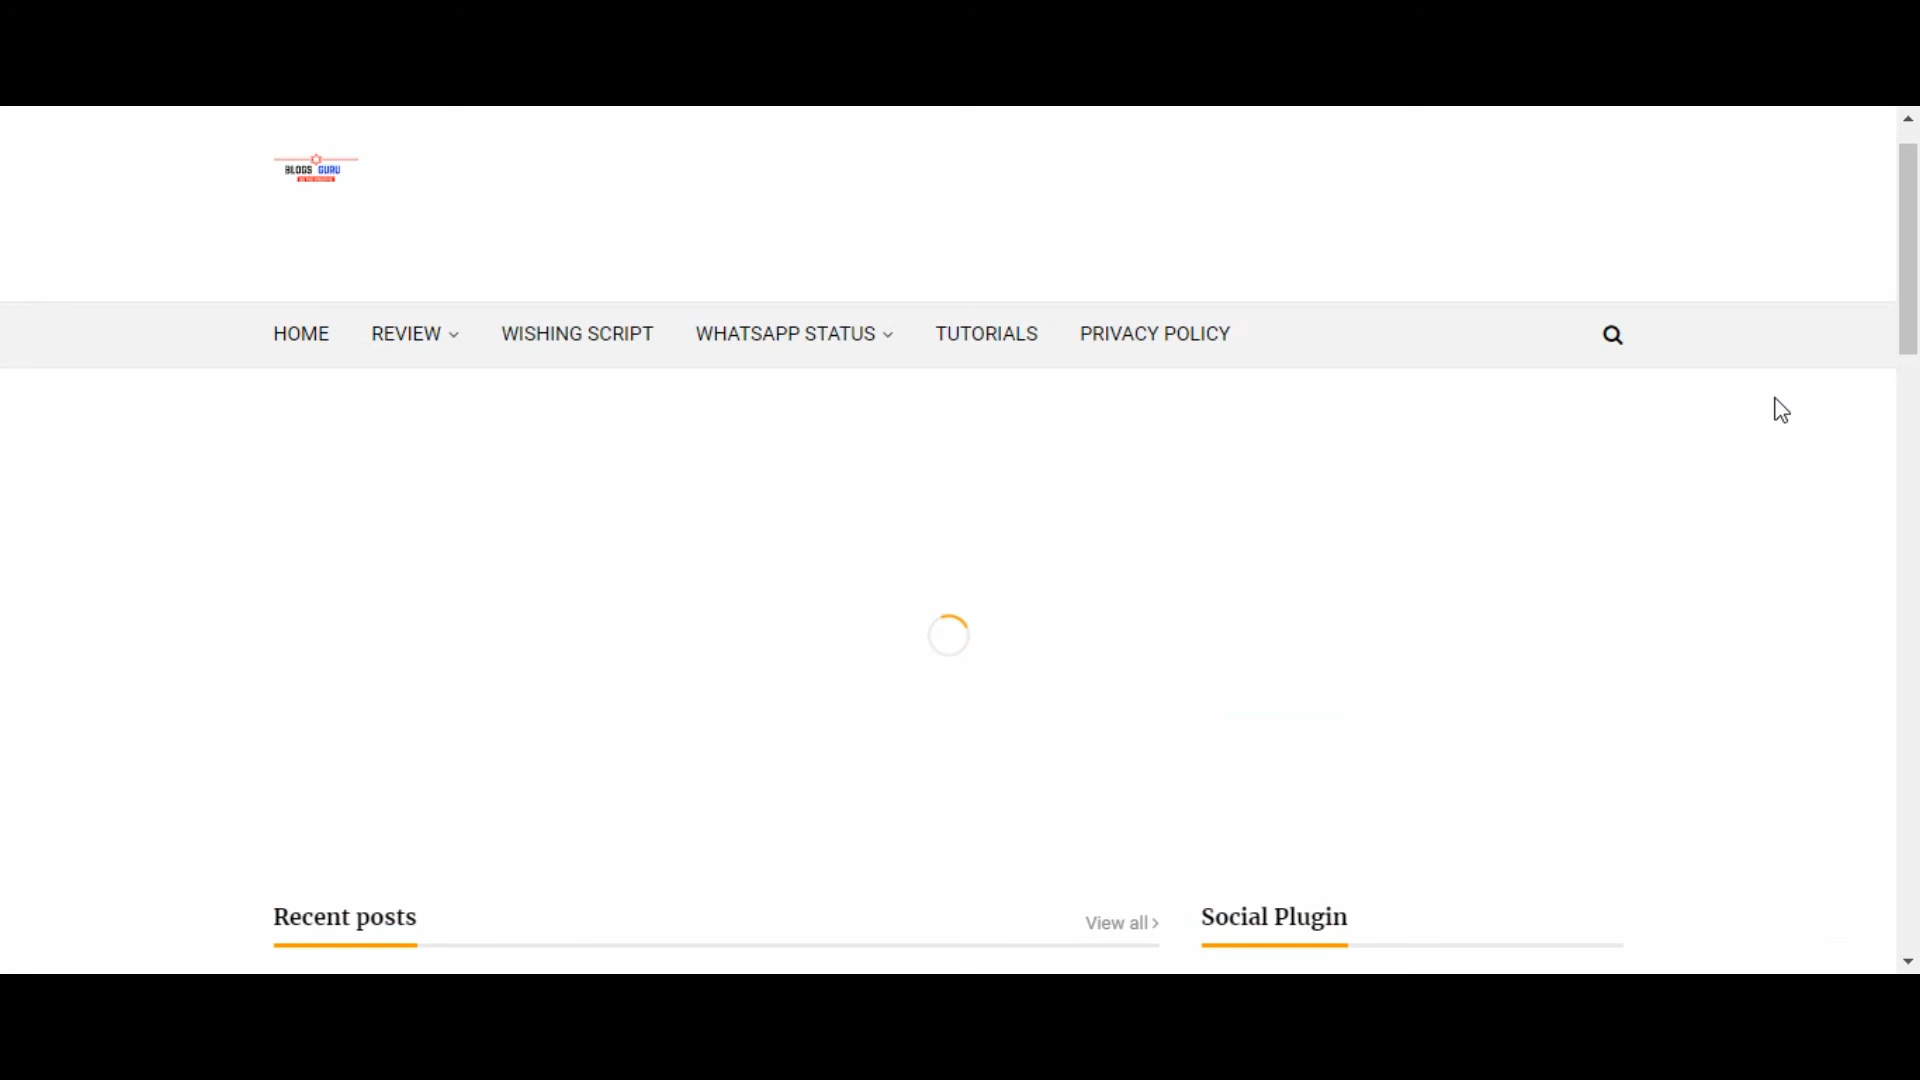 BLOGS GURU
HOME
REVIEW
WISHING SCRIPT
WHATSAPP STATUS
TUTORIALS
PRIVACY POLICY
Recent posts
View all
Social Plugin